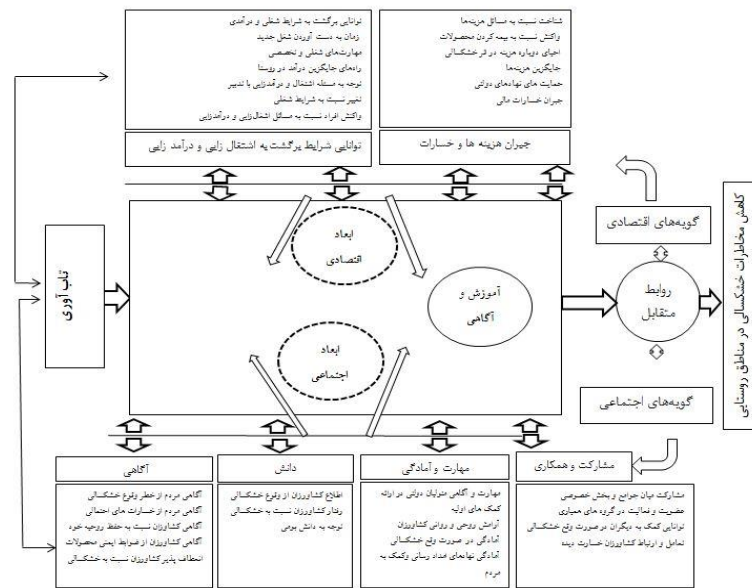 توانایی برگشت به شرایط شغلی و درآمدی
زمان به دست آوردن شغل جدید
مهارت‌های شغلی و تخصصی
راه‌های جایگزین درآمد در روستا
توجه به مسئله اشتغال و درآمدزایی با تدبیر
تغییر نسبت به شرایط شغلی
واکنش افراد نسبت به مسائل اشغال‌زایی و درآمدزایی
توانایی شرایط برگشت به اشتغال زایی و درآمد زایی
شناخت نسبت به مسائل هزینه‌ها
واکنش نسبت به بیمه کردن محصولات
احیای دوباره هزینه در اثر خشکسالی
جایگزین هزینه‌ها
حمایت های نهادهای دولتی
جبران خسارات مالی
جبران هزینه ها و خسارات
تاب آوری
ابعاد
اقتصادی
ابعاد
اجتماعی
آموزش و
آگاهی
گویه‌های اقتصادی
روابط
متقابل
گویه‌های اجتماعی
کاهش مخاطرات خشکسالی در مناطق روستایی
آگاهی
آگاهی مردم از خطر وقوع خشکسالی
آگاهی مردم از خسارات های احتمالی
آگاهی کشاورزان نسبت به حفظ روحیه خود
آگاهی کشاورزان از ضوابط ایمنی محصولات
انعطاف پذیر کشاورزان نسبت به خشکسالی
دانش
اطلاع کشاورزان از وقوع خشکسالی
رفتار کشاورزان نسبت به خشکسالی
توجه به دانش بومی
مهارت و آمادگی
مهارت و آگاهی متولیان دولتی در ارائه
کمک های اولیه
آرامش روحی و روانی کشاورزان
آمادگی در صورت وقع خشکسالی
آمادگی نهادهای امداد رسانی وکمک به
مردم
مشارکت و همکاری
مشارکت میان جوامع و بخش خصوصی
عضویت و فعالیت در گروه های همیاری
توانایی کمک به دیگران در صورت وقع خشکسالی
تعامل و ارتباط کشاورزان خسارت دیده